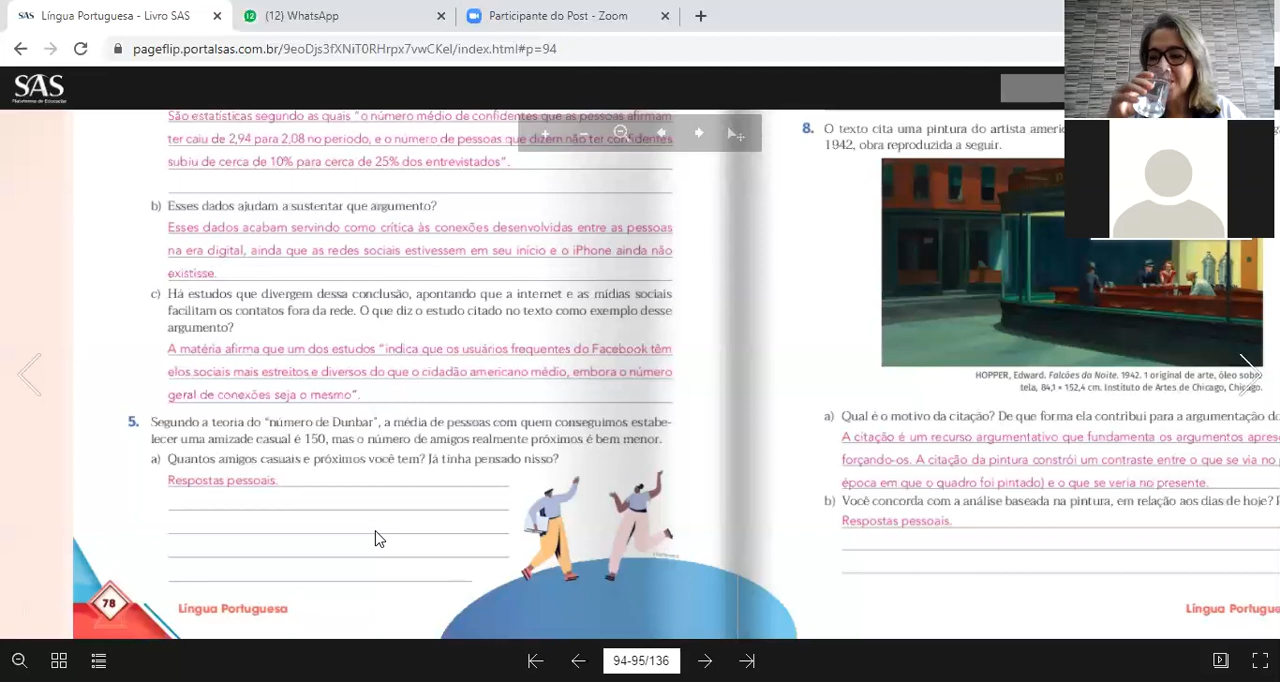 SAS Língua Portuguesa - Livro SAS
(12) WhatsApp
Participante do Post - Zoom
pageflip.portalsas.com.br/9eoDjs3fXNiT0RHrpx7vwCKel/index.html#p=94
SAS
Plataforma de Educação
São estatísticas segundo as quais “o número médio de confidentes que as pessoas afirmam
ter caiu de 2,94 para 2,08 no período, e o número de pessoas que dizem não ter confidentes
subiu de cerca de 10% para cerca de 25% dos entrevistados”.
b) Esses dados ajudam a sustentar que argumento?
Esses dados acabam servindo como crítica às conexões desenvolvidas entre as pessoas
na era digital, ainda que as redes sociais estivessem em seu início e o iPhone ainda não
existisse.
c) Há estudos que divergem dessa conclusão, apontando que a internet e as mídias sociais
facilitam os contatos fora da rede. O que diz o estudo citado no texto como exemplo desse
argumento?
A matéria afirma que um dos estudos “indica que os usuários frequentes do Facebook têm
elos sociais mais estreitos e diversos do que o cidadão americano médio, embora o número
geral de conexões seja o mesmo”.
5. Segundo a teoria do “número de Dunbar”, a média de pessoas com quem conseguimos estabe-
lecer uma amizade casual é 150, mas o número de amigos realmente próximos é bem menor.
a) Quantos amigos casuais e próximos você tem? Já tinha pensado nisso?
Respostas pessoais.
78
Língua Portuguesa
8. O texto cita uma pintura do artista ameri
1942, obra reproduzida a seguir.
HOPPER, Edward. Falcões da Noite. 1942. 1 original de arte, óleo sobre
tela, 84,1 × 152,4 cm. Instituto de Artes de Chicago, Chicago.
a) Qual é o motivo da citação? De que forma ela contribui para a argumentação do
A citação é um recurso argumentativo que fundamenta os argumentos apres
forçando-os. A citação da pintura constrói um contraste entre o que se via no p
época em que o quadro foi pintado) e o que se veria no presente.
b) Você concorda com a análise baseada na pintura, em relação aos dias de hoje?
Respostas pessoais.
Língua Portugue
94-95/136